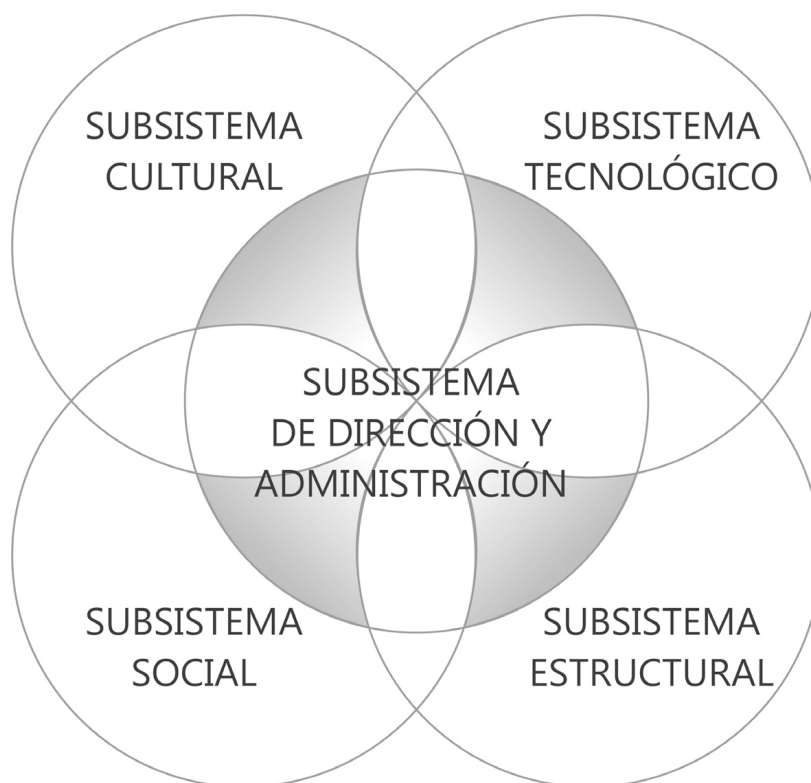 SUBSISTEMA
CULTURAL
SUBSISTEMA
TECNOLÓGICO
SUBSISTEMA
DE DIRECCIÓN Y
ADMINISTRACIÓN
SUBSISTEMA
SOCIAL
SUBSISTEMA
ESTRUCTURAL